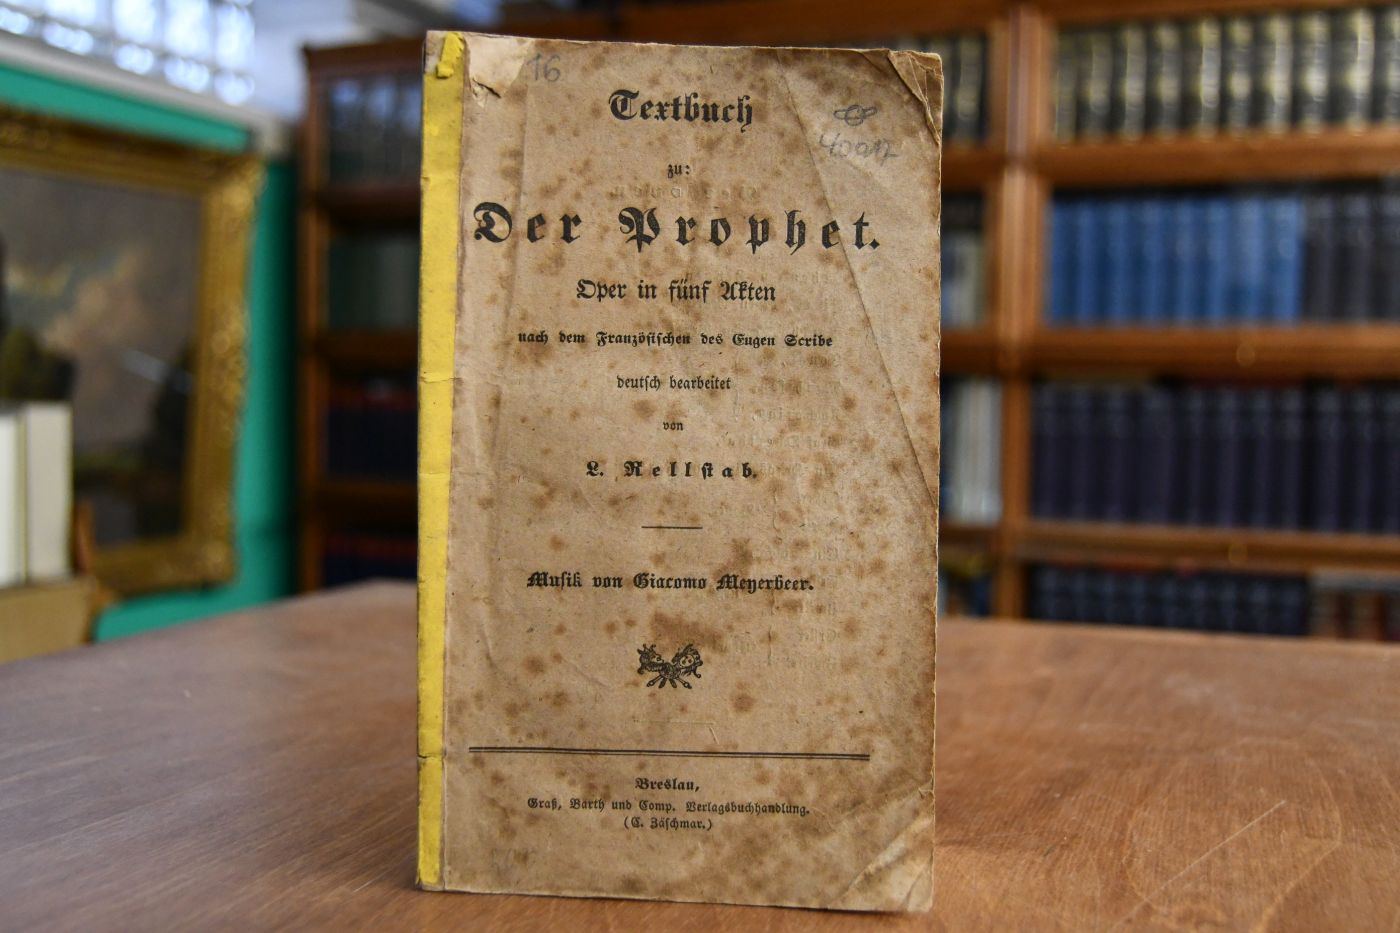 16
Textbuch
40017
zu:
Der Prophet.
Oper in fünf Akten
nach dem Französischen des Eugen Scribe
deutsch bearbeitet
von
L. Rellstab.
Musik von Giacomo Meyerbeer.
Breslau,
Graß, Barth und Comp. Verlagsbuchhandlung.
(C. Zäschmar.)